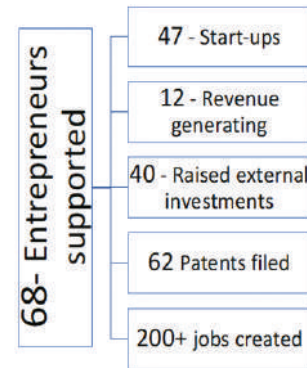 68- Entrepreneurs
supported
47 - Start-ups
12 - Revenue
generating
40 - Raised external
investments
62 Patents filed
200+ jobs created